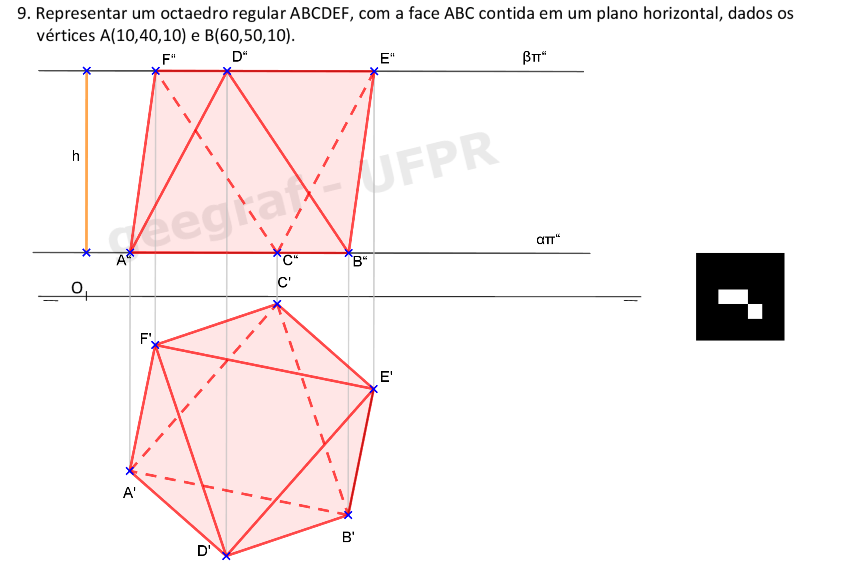 9. Representar um octaedro regular ABCDEF, com a face ABC contida em um plano horizontal, dados os
vértices A(10,40,10) e B(60,50,10).
F“ D“ E“ βπ“
h
geegraf - UFPR
A“ C“ B“ απ“
O C'
F'
E'
A'
B'
D'